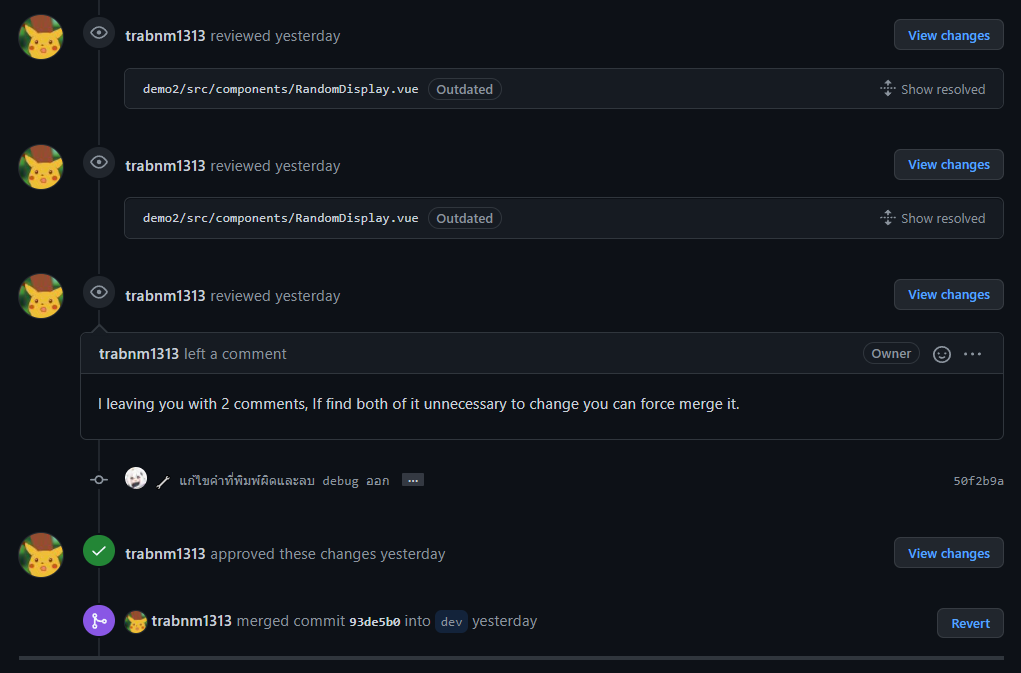 trabnm1313 reviewed yesterday View changes
demo2/src/components/RandomDisplay.vue Outdated Show resolved
trabnm1313 reviewed yesterday View changes
demo2/src/components/RandomDisplay.vue Outdated Show resolved
trabnm1313 reviewed yesterday View changes
trabnm1313 left a comment Owner
I leaving you with 2 comments, If find both of it unnecessary to change you can force merge it.
แก้ไขคำที่พิมพ์ผิดและลบ debug ออก … 50f2b9a
trabnm1313 approved these changes yesterday View changes
trabnm1313 merged commit 93de5b0 into dev yesterday Revert